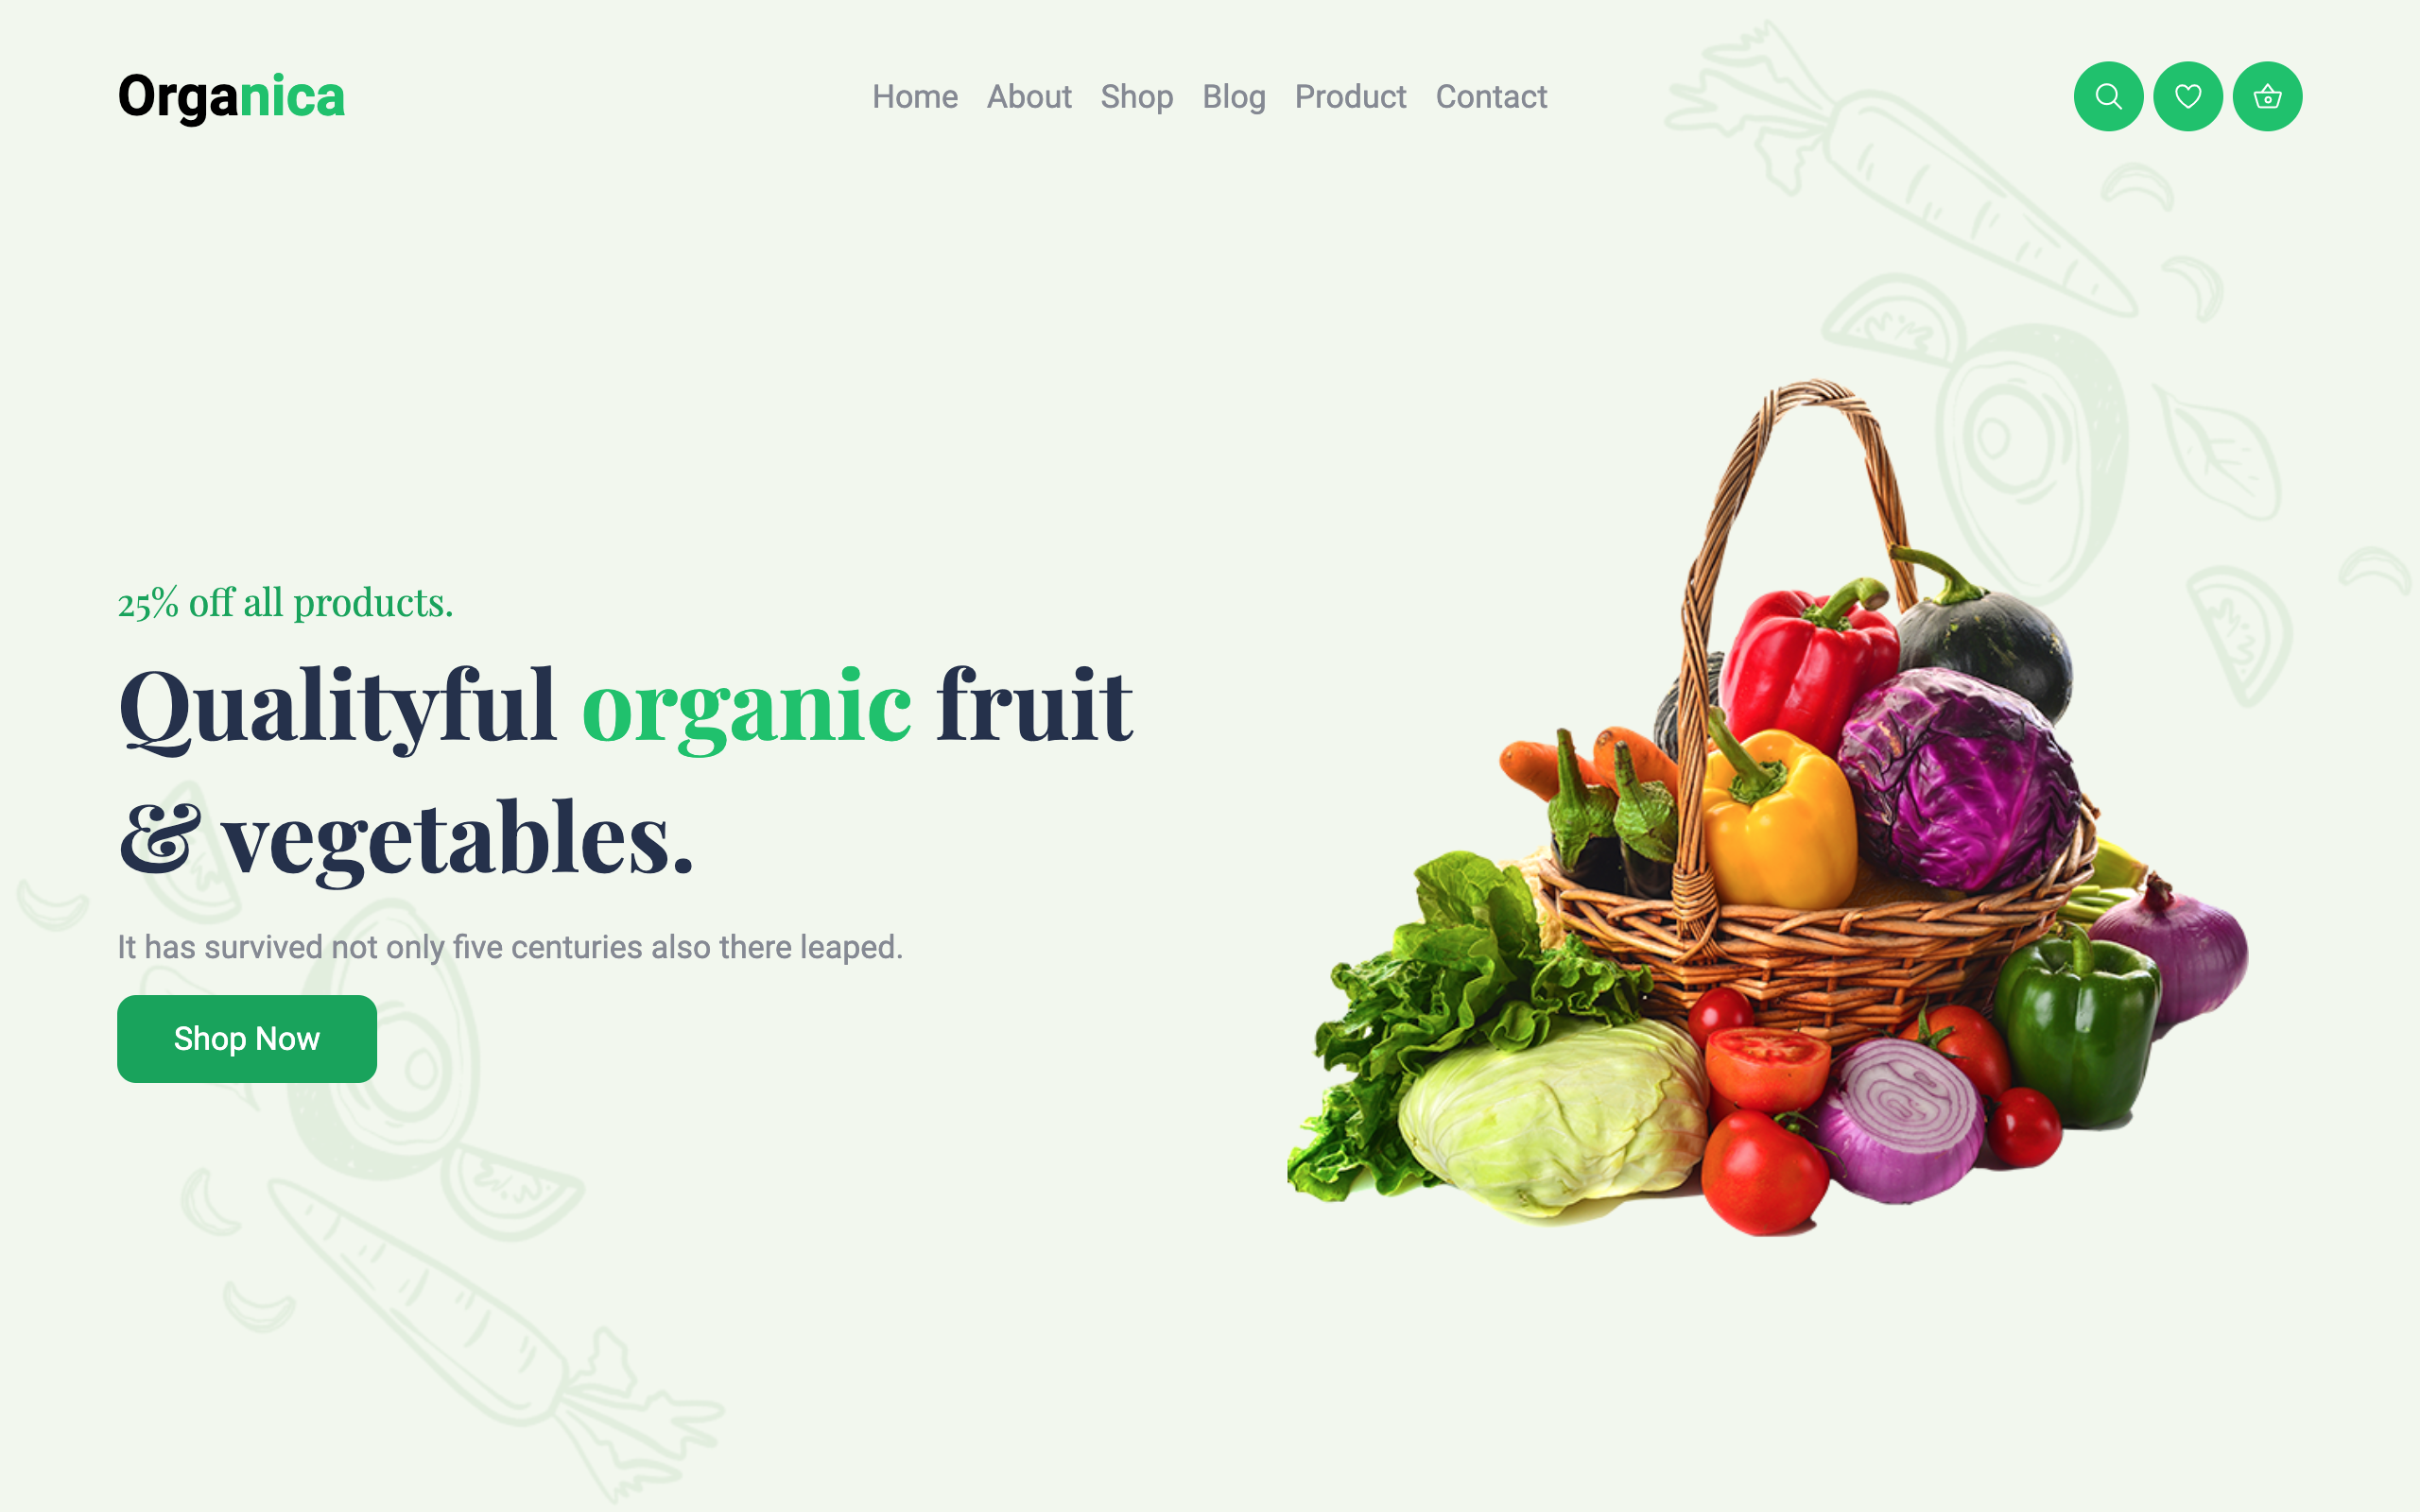 Organica
Home About Shop Blog Product Contact
25% off all products.
Qualityful organic fruit
& vegetables.
It has survived not only five centuries also there leaped.
Shop Now